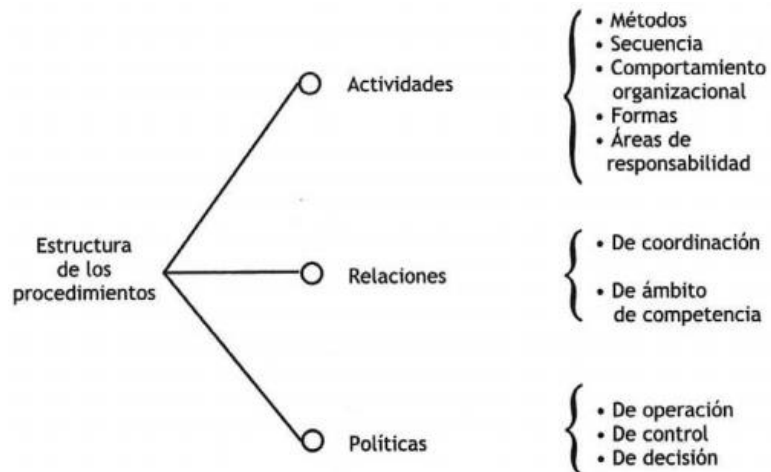 Estructura
de los
procedimientos
Actividades
• Métodos
• Secuencia
• Comportamiento
organizacional
• Formas
• Áreas de
responsabilidad
Relaciones
• De coordinación
• De ámbito
de competencia
Políticas
• De operación
• De control
• De decisión